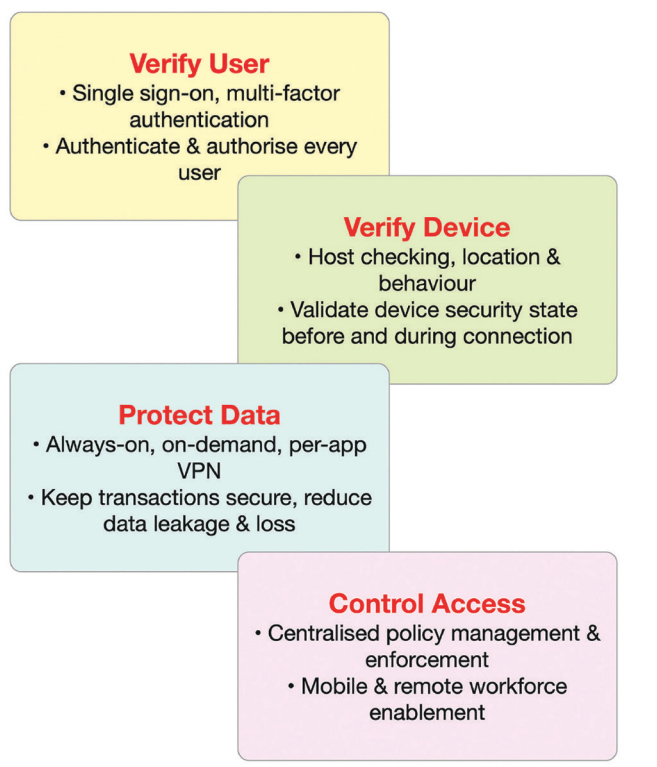 Verify User
• Single sign-on, multi-factor
authentication
• Authenticate & authorise every
user
Verify Device
• Host checking, location &
behaviour
• Validate device security state
before and during connection
Protect Data
• Always-on, on-demand, per-app
VPN
• Keep transactions secure, reduce
data leakage & loss
Control Access
• Centralised policy management &
enforcement
• Mobile & remote workforce
enablement